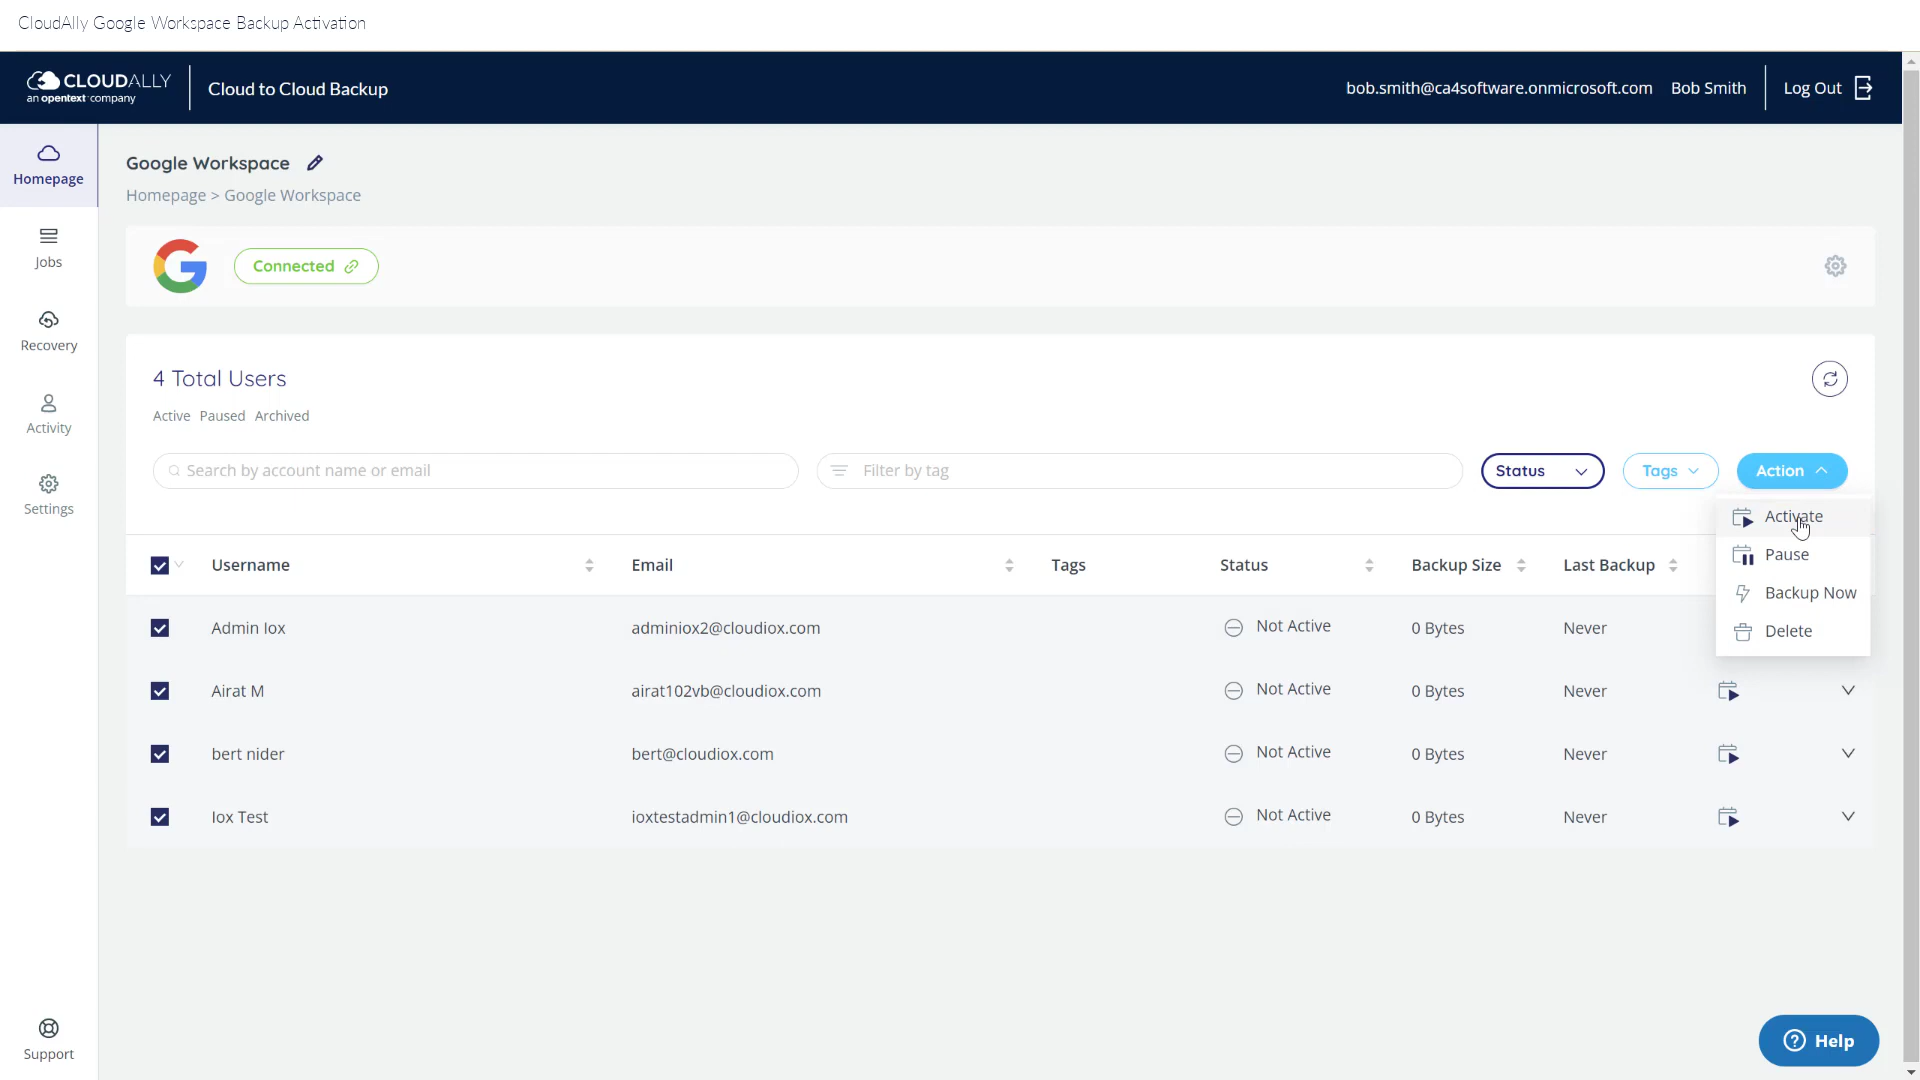 CloudAlly Google Workspace Backup Activation
CLOUDALLY
an opentext company
Cloud to Cloud Backup
bob.smith@ca4software.onmicrosoft.com Bob Smith Log Out
Homepage
Jobs
Recovery
Activity
Settings
Support
Google Workspace
Homepage > Google Workspace
Connected
4 Total Users
Active Paused Archived
Search by account name or email
Filter by tag
Status
Tags
Action
Activate
Pause
Backup Now
Delete
Username Email Tags Status Backup Size Last Backup
Admin Iox adminiox2@cloudiox.com Not Active 0 Bytes Never
Airat M airat102vb@cloudiox.com Not Active 0 Bytes Never
bert nider bert@cloudiox.com Not Active 0 Bytes Never
Iox Test ioxtestadmin1@cloudiox.com Not Active 0 Bytes Never
Help